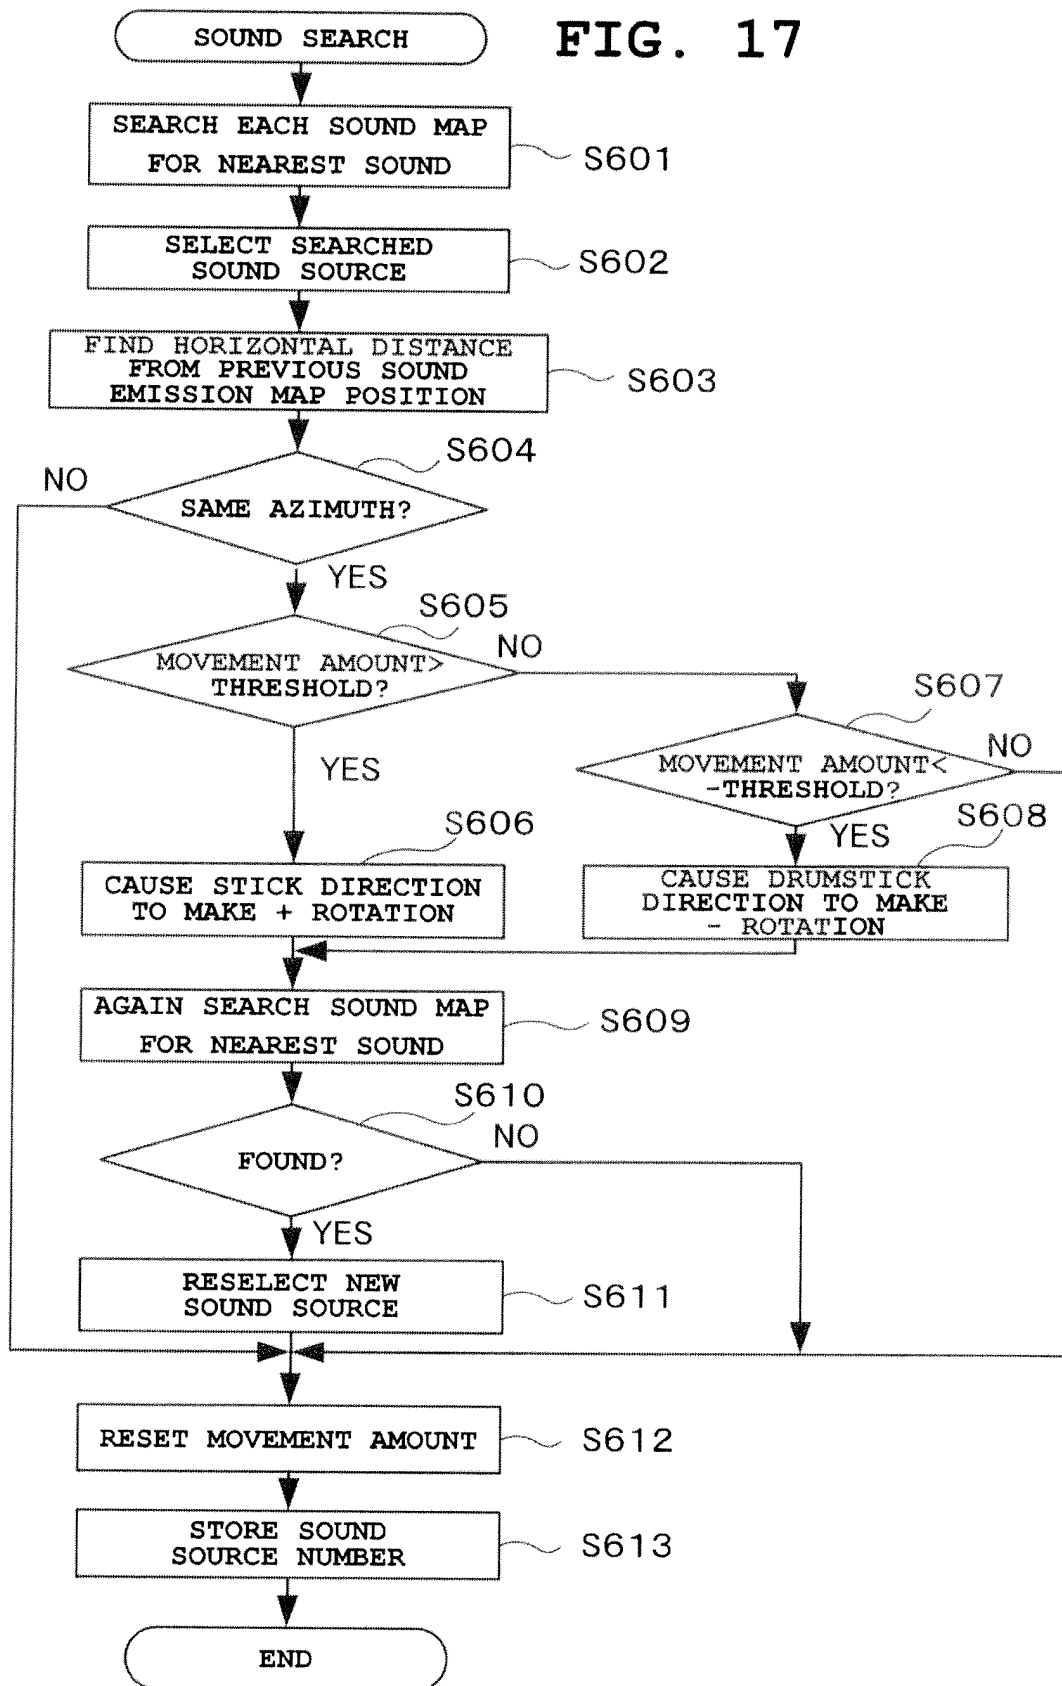 FIG. 17
SOUND SEARCH
SEARCH EACH SOUND MAP
FOR NEAREST SOUND
S601
SELECT SEARCHED
SOUND SOURCE
S602
FIND HORIZONTAL DISTANCE
FROM PREVIOUS SOUND
EMISSION MAP POSITION
S603
S604
NO
SAME AZIMUTH?
YES
S605
NO
MOVEMENT AMOUNT>
THRESHOLD?
YES
S607
NO
MOVEMENT AMOUNT<
-THRESHOLD?
YES
S606
CAUSE STICK DIRECTION
TO MAKE + ROTATION
S608
CAUSE DRUMSTICK
DIRECTION TO MAKE
- ROTATION
AGAIN SEARCH SOUND MAP
FOR NEAREST SOUND
S609
S610
NO
FOUND?
YES
RESELECT NEW
SOUND SOURCE
S611
RESET MOVEMENT AMOUNT
S612
STORE SOUND
SOURCE NUMBER
S613
END